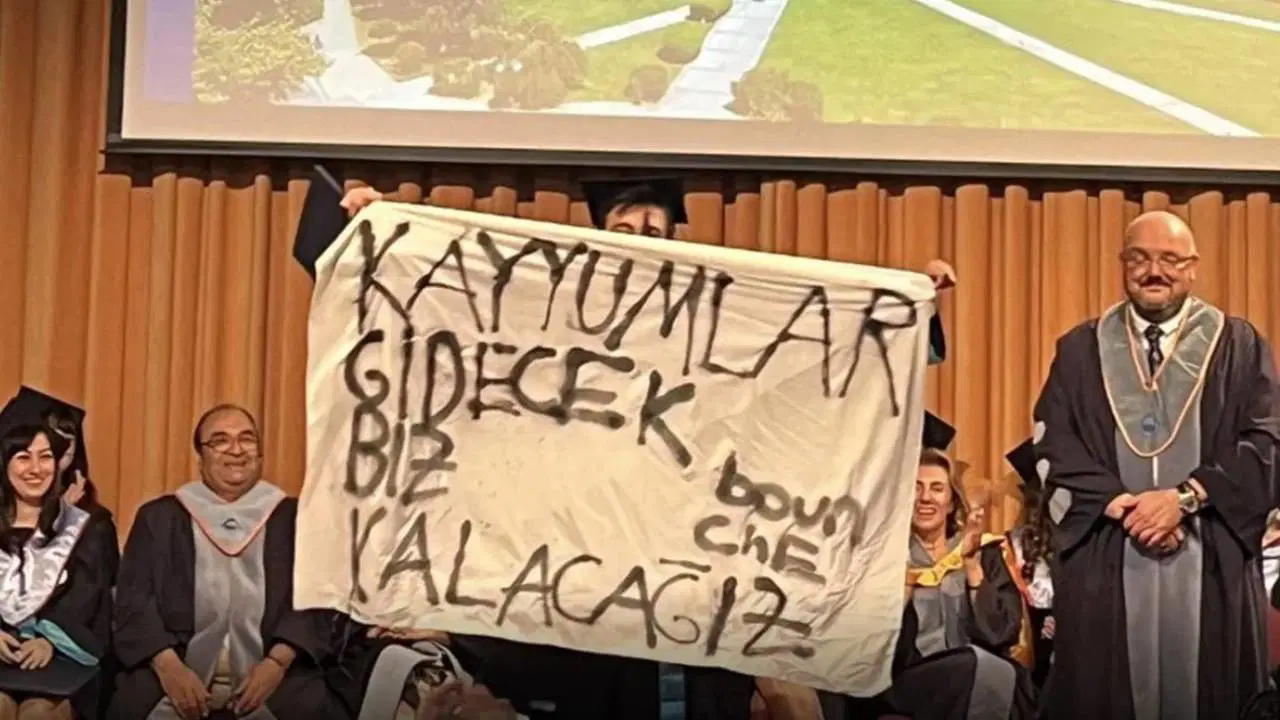 KAYYUMLAR
GİDECEK
BİZ
KALACAĞIZ
boun
ChE